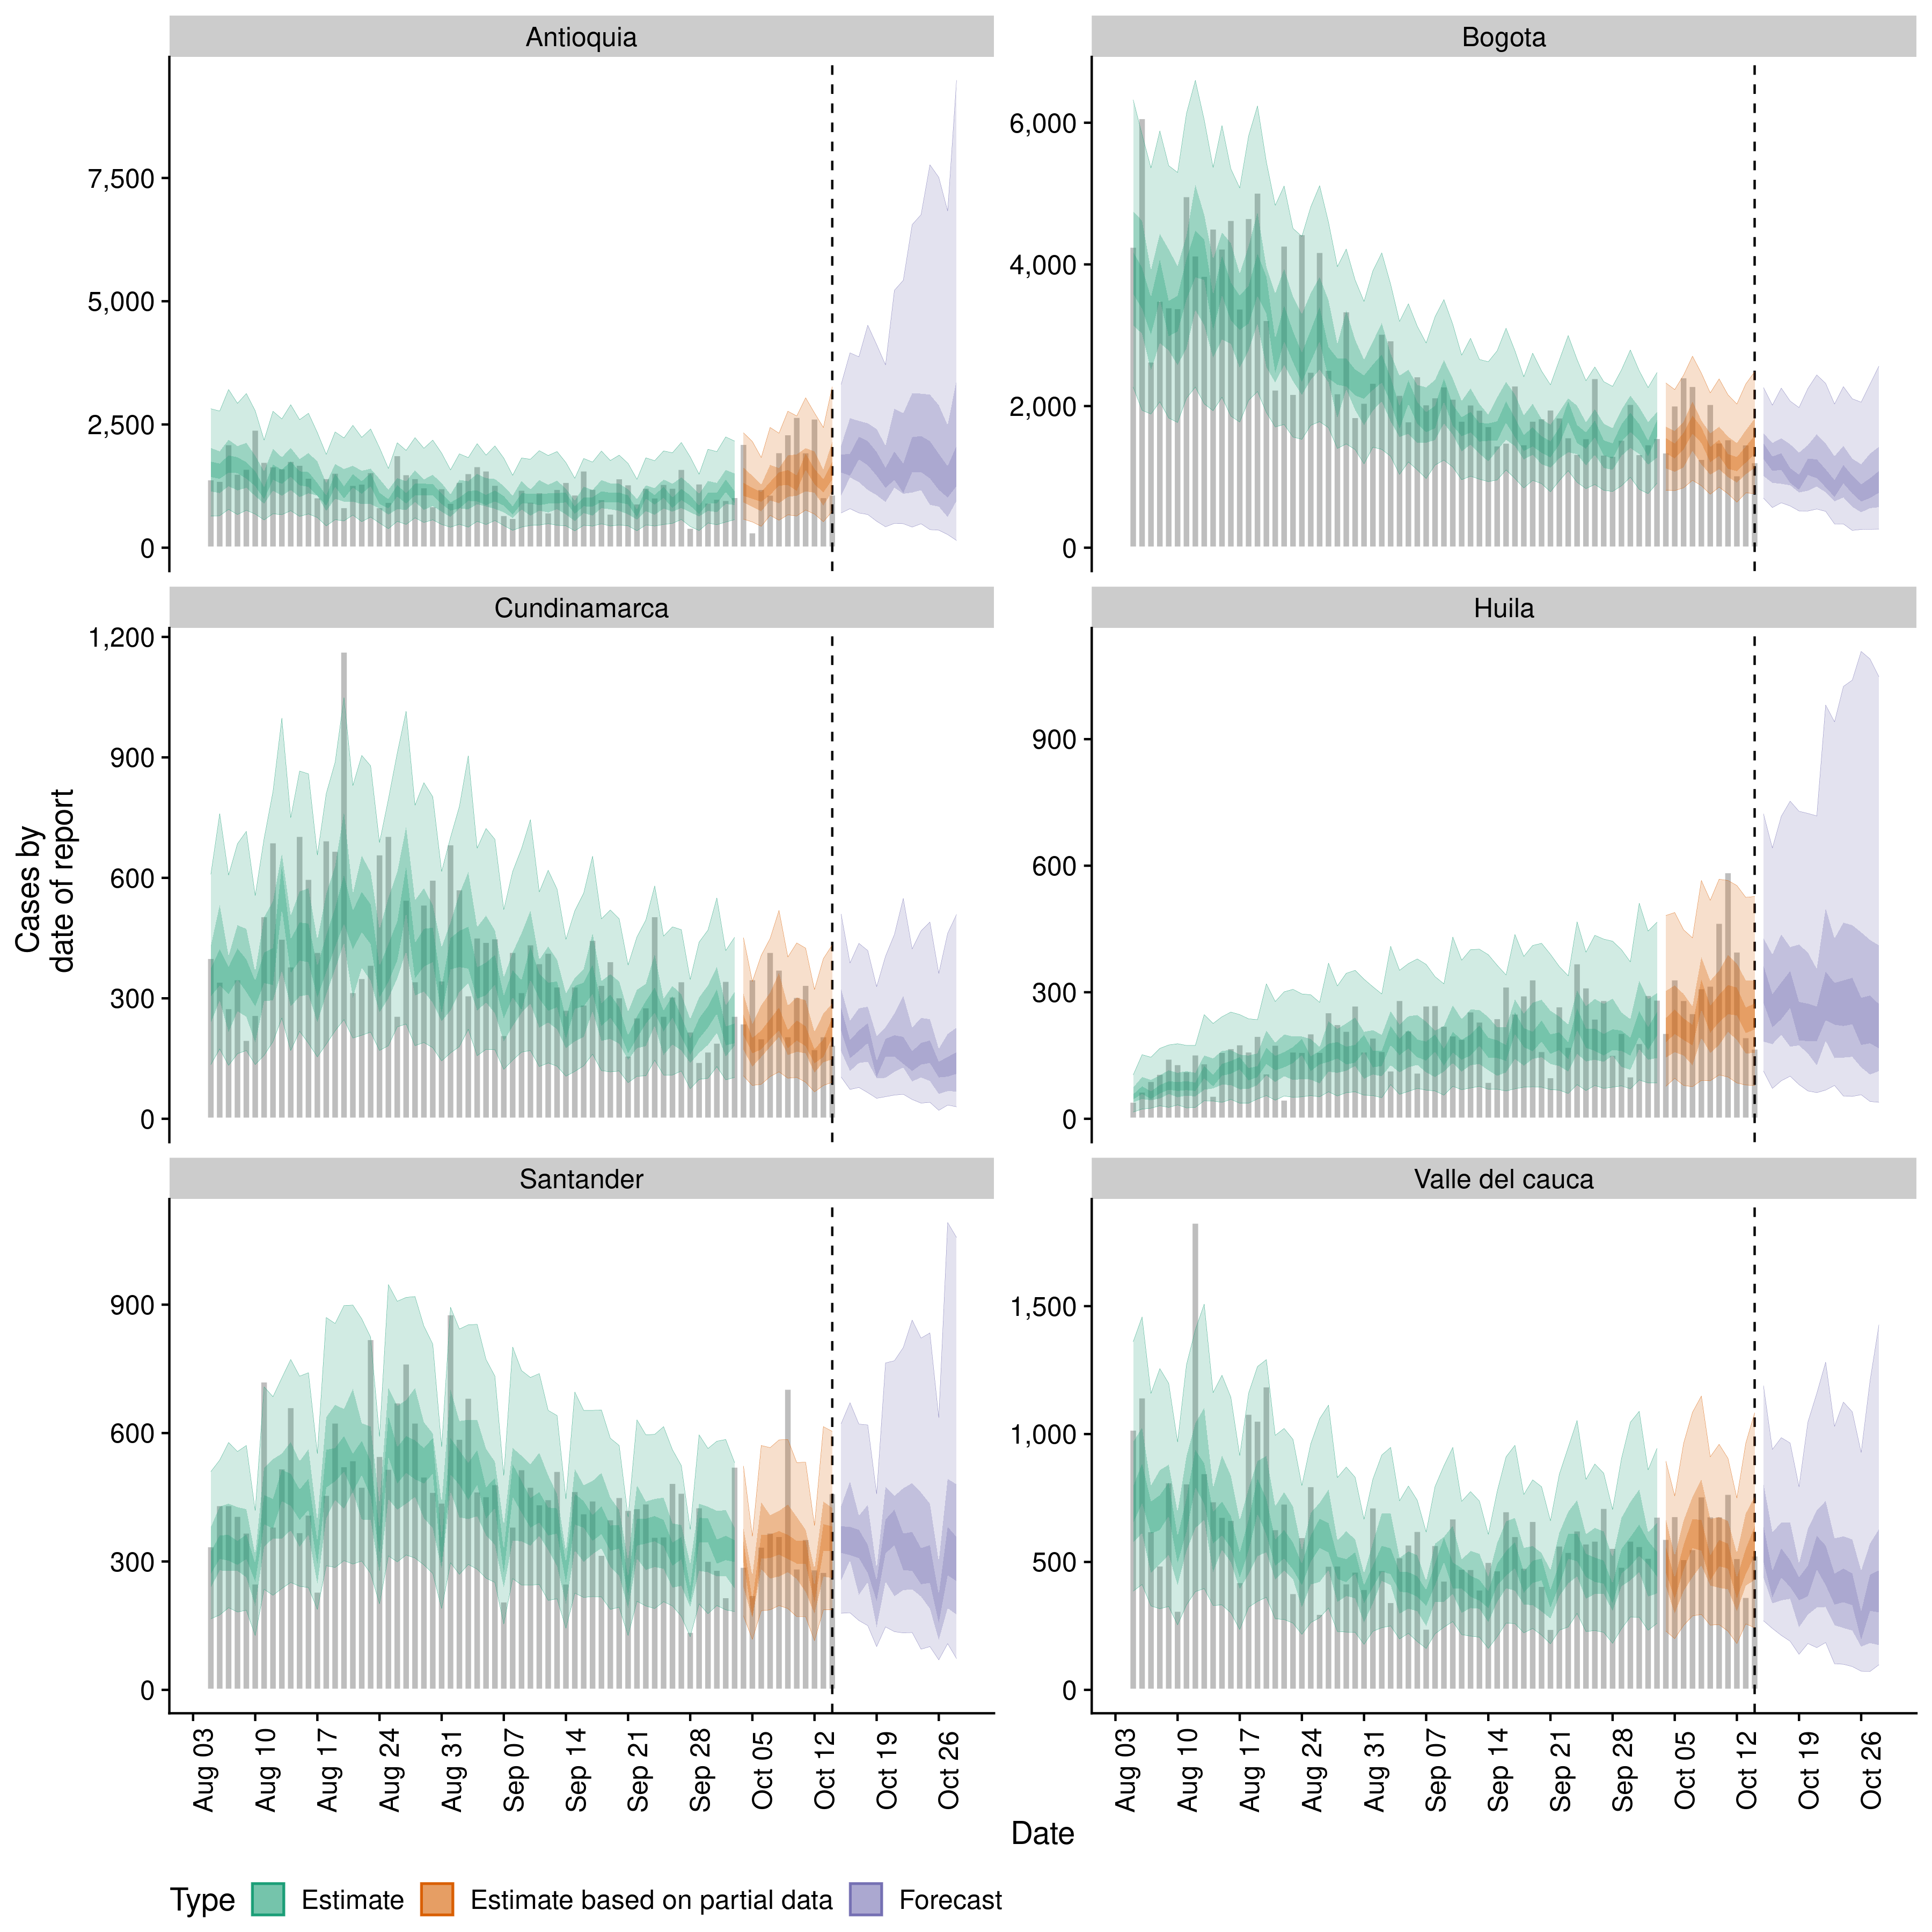 Antioquia
Bogota
7,500
5,000
2,500
0
6,000
4,000
2,000
0
Cundinamarca
Huila
1,200
900
600
300
0
900
600
300
0
Cases by
date of report
Santander
Valle del cauca
900
600
300
0
1,500
1,000
500
0
Aug 03
Aug 10
Aug 17
Aug 24
Aug 31
Sep 07
Sep 14
Sep 21
Sep 28
Oct 05
Oct 12
Oct 19
Oct 26
Aug 03
Aug 10
Aug 17
Aug 24
Aug 31
Sep 07
Sep 14
Sep 21
Sep 28
Oct 05
Oct 12
Oct 19
Oct 26
Date
Type Estimate Estimate based on partial data Forecast